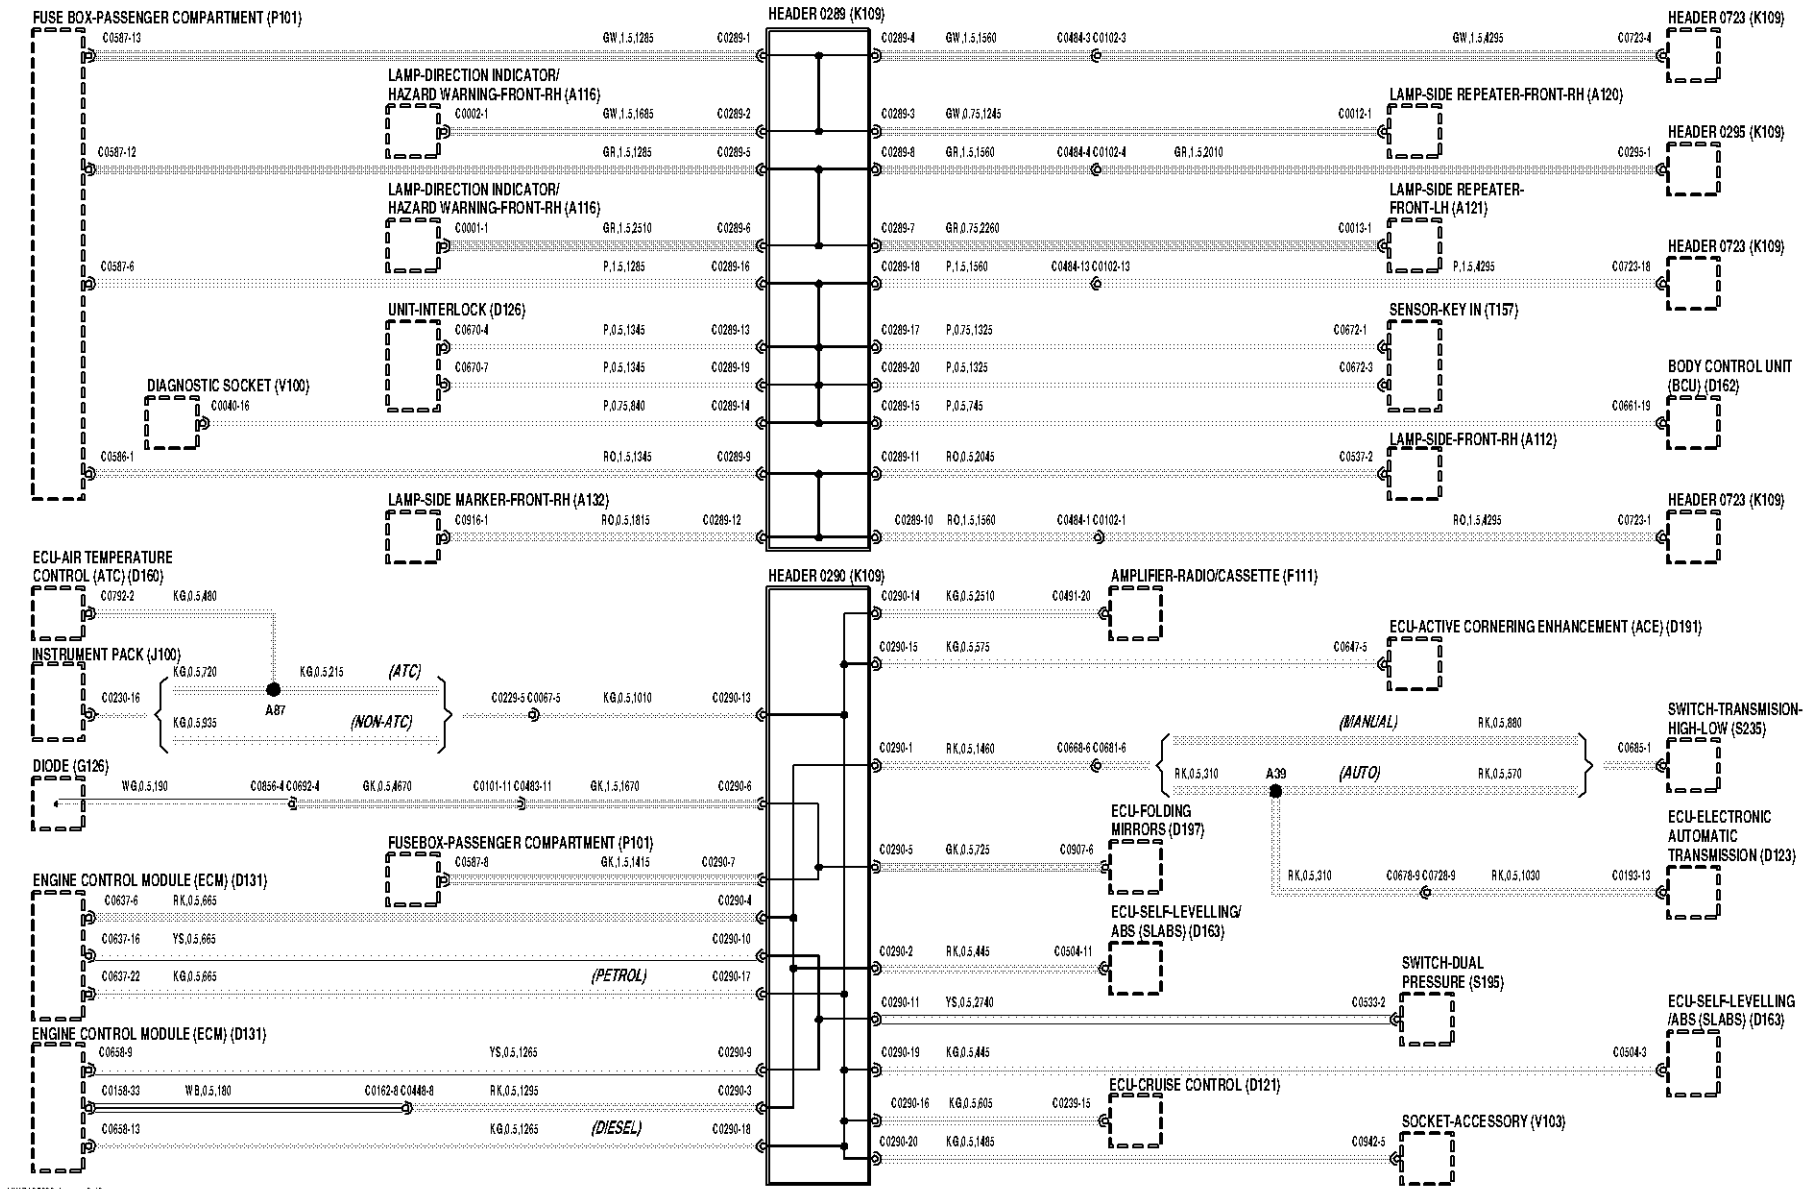 FUSE BOX-PASSENGER COMPARTMENT (P101)
HEADER 0289 (K109)
HEADER 0723 (K109)
C0587-13 GW,1.5,1285 C0289-1
C0289-4 GW,1.5,1560 C0484-3 C0102-3 GW,1.5,4295 C0723-4
LAMP-DIRECTION INDICATOR/
HAZARD WARNING-FRONT-RH (A116)
LAMP-SIDE REPEATER-FRONT-RH (A120)
C0002-1 GW,1.5,1685 C0289-2
C0289-3 GW,0.75,1245 C0012-1
HEADER 0295 (K109)
C0587-12 GR,1.5,1285 C0289-5
C0289-8 GR,1.5,1560 C0484-4 C0102-4 GR,1.5,2010 C0295-1
LAMP-DIRECTION INDICATOR/
HAZARD WARNING-FRONT-RH (A116)
LAMP-SIDE REPEATER-
FRONT-LH (A121)
C0001-1 GR,1.5,2510 C0289-6
C0289-7 GR,0.75,2260 C0013-1
HEADER 0723 (K109)
C0587-6 P,1.5,1285 C0289-16
C0289-18 P,1.5,1560 C0484-13 C0102-13 P,1.5,4295 C0723-18
UNIT-INTERLOCK (D126)
SENSOR-KEY IN (T157)
C0670-4 P,0.5,1345 C0289-13
C0289-17 P,0.75,1325 C0672-1
C0670-7 P,0.5,1345 C0289-19
C0289-20 P,0.5,1325 C0672-3
BODY CONTROL UNIT
(BCU) (D162)
DIAGNOSTIC SOCKET (V100)
C0040-16 P,0.75,840 C0289-14
C0289-15 P,0.5,745 C0661-19
LAMP-SIDE-FRONT-RH (A112)
C0586-1 RO,1.5,1345 C0289-9
C0289-11 RO,0.5,2045 C0537-2
LAMP-SIDE MARKER-FRONT-RH (A132)
HEADER 0723 (K109)
C0916-1 RO,0.5,1815 C0289-12
C0289-10 RO,1.5,1560 C0484-1 C0102-1 RO,1.5,4295 C0723-1
ECU-AIR TEMPERATURE
CONTROL (ATC) (D160)
HEADER 0290 (K109)
AMPLIFIER-RADIO/CASSETTE (F111)
C0792-2 KG,0.5,480
C0290-14 KG,0.5,2510 C0491-20
ECU-ACTIVE CORNERING ENHANCEMENT (ACE) (D191)
INSTRUMENT PACK (J100)
C0290-15 KG,0.5,575 C0647-5
KG,0.5,720 KG,0.5,215 (ATC)
C0230-16 A87 C0229-5 C0067-5 KG,0.5,1010 C0290-13
KG,0.5,935 (NON-ATC)
SWITCH-TRANSMISION-
HIGH-LOW (S235)
(MANUAL) RK,0.5,880
C0290-1 RK,0.5,1460 C0668-6 C0681-6 C0685-1
RK,0.5,310 A39 (AUTO) RK,0.5,570
DIODE (G126)
WG,0.5,190 C0856-4 C0692-4 GK,0.5,4670 C0101-11 C0483-11 GK,1.5,1670 C0290-6
ECU-FOLDING
MIRRORS (D197)
ECU-ELECTRONIC
AUTOMATIC
TRANSMISSION (D123)
FUSEBOX-PASSENGER COMPARTMENT (P101)
C0587-8 GK,1.5,1415 C0290-7
C0290-5 GK,0.5,725 C0907-6
RK,0.5,310 C0678-9 C0728-9 RK,0.5,1030 C0193-13
ENGINE CONTROL MODULE (ECM) (D131)
C0637-6 RK,0.5,665 C0290-4
ECU-SELF-LEVELLING/
ABS (SLABS) (D163)
C0637-16 YS,0.5,665 C0290-10
C0290-2 RK,0.5,445 C0504-11
C0637-22 KG,0.5,665 (PETROL) C0290-17
SWITCH-DUAL
PRESSURE (S195)
C0290-11 YS,0.5,2740 C0533-2
ECU-SELF-LEVELLING
/ABS (SLABS) (D163)
ENGINE CONTROL MODULE (ECM) (D131)
C0658-9 YS,0.5,1265 C0290-9
C0290-19 KG,0.5,445 C0504-3
ECU-CRUISE CONTROL (D121)
C0158-33 WB,0.5,180 C0162-8 C0448-8 RK,0.5,1295 C0290-3
C0290-16 KG,0.5,605 C0239-15
SOCKET-ACCESSORY (V103)
C0658-13 KG,0.5,1265 (DIESEL) C0290-18
C0290-20 KG,0.5,1485 C0942-5